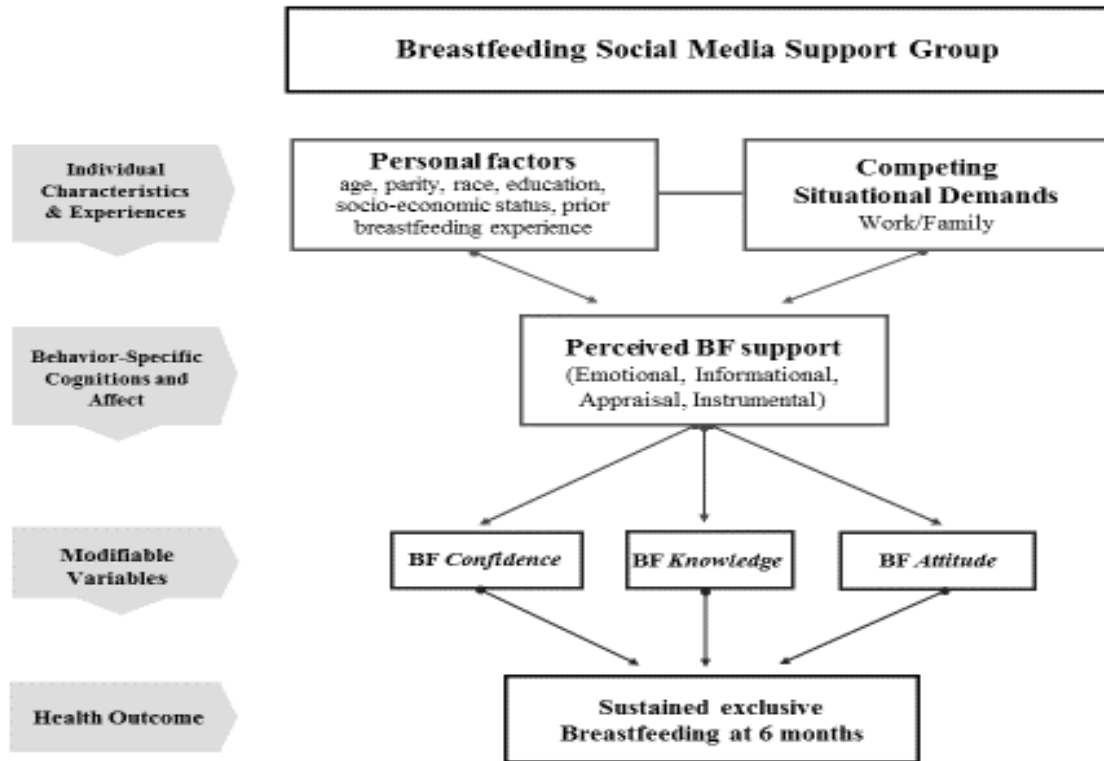 Breastfeeding Social Media Support Group
Individual
Characteristics
& Experiences
Personal factors
age, parity, race, education,
socio-economic status, prior
breastfeeding experience
Competing
Situational Demands
Work/Family
Behavior-Specific
Cognitions and
Affect
Perceived BF support
(Emotional, Informational,
Appraisal, Instrumental)
Modifiable
Variables
BF Confidence
BF Knowledge
BF Attitude
Health Outcome
Sustained exclusive
Breastfeeding at 6 months